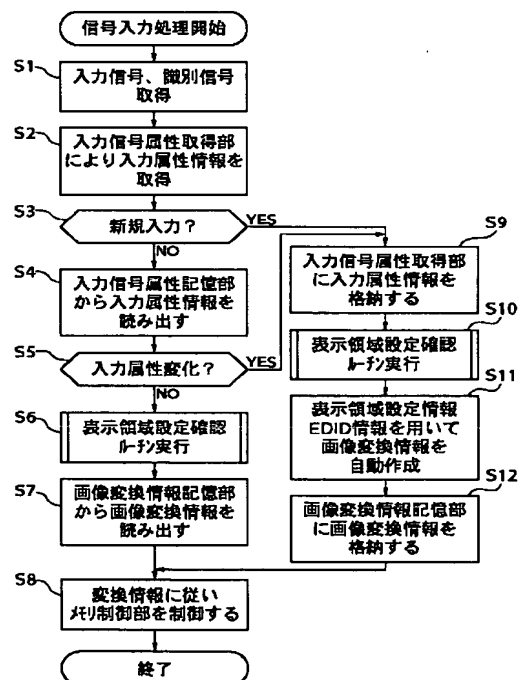 信号入力処理開始
S1
入力信号、識別信号
取得
S2
入力信号属性取得部
により入力属性情報を
取得
S3
新規入力?
YES
NO
S4
入力信号属性記憶部
から入力属性情報を
読み出す
S5
入力属性変化?
YES
NO
S6
表示領域設定確認
ルーチン実行
S7
画像変換情報記憶部
から画像変換情報を
読み出す
S8
変換情報に従い
メモリ制御部を制御する
終了
S9
入力信号属性取得部
に入力属性情報を
格納する
S10
表示領域設定確認
ルーチン実行
S11
表示領域設定情報
EDID情報を用いて
画像変換情報を
自動作成
S12
画像変換情報記憶部
に画像変換情報を
格納する